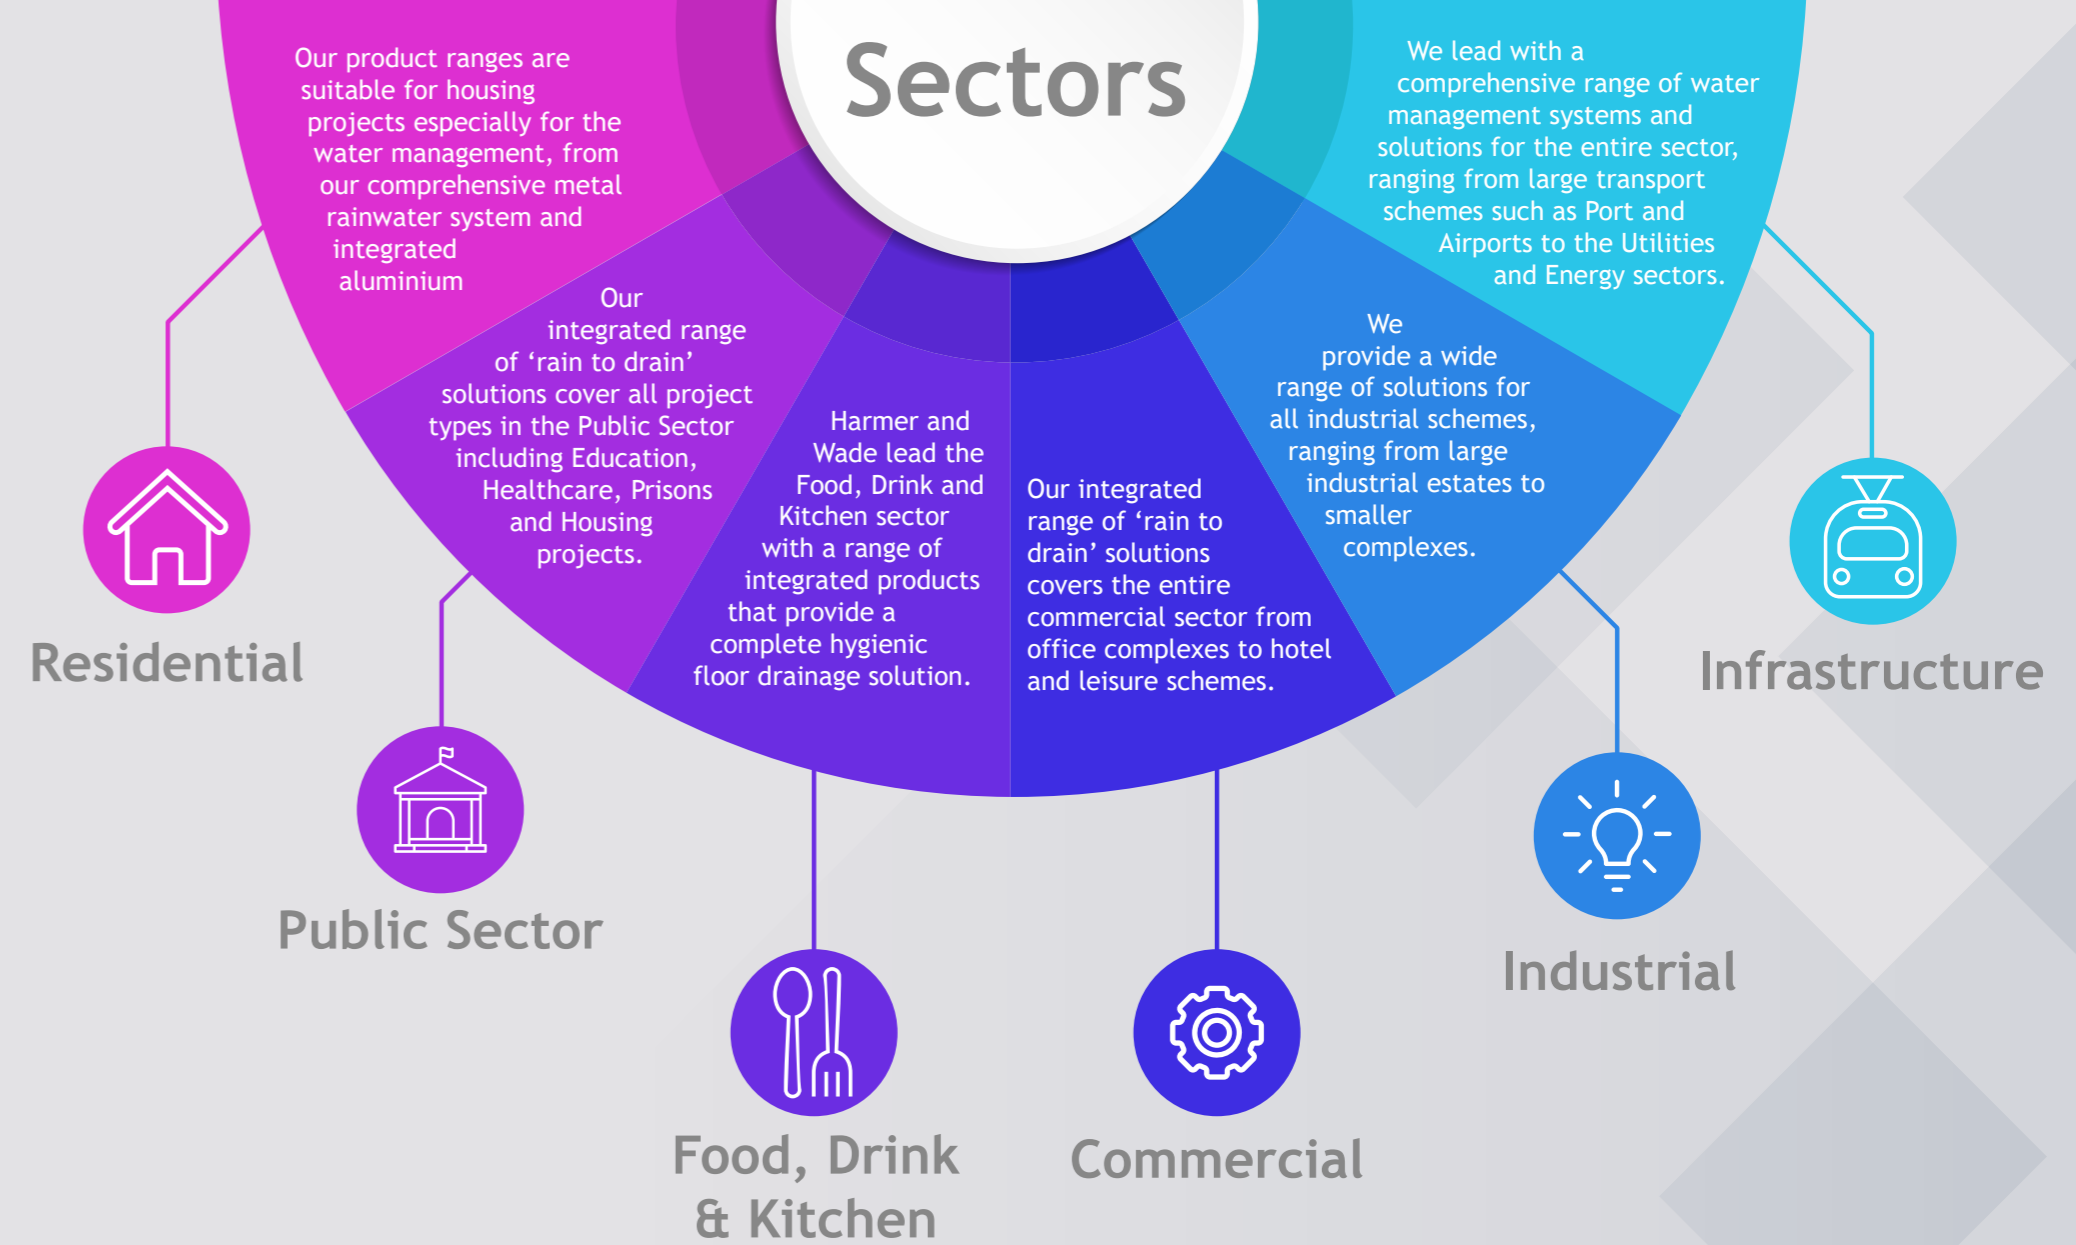 Sectors
Our product ranges are
suitable for housing
projects especially for the
water management, from
our comprehensive metal
rainwater system and
integrated
aluminium
Residential
Our
integrated range
of ‘rain to drain’
solutions cover all project
types in the Public Sector
including Education,
Healthcare, Prisons
and Housing
projects.
Public Sector
Harmer and
Wade lead the
Food, Drink and
Kitchen sector
with a range of
integrated products
that provide a
complete hygienic
floor drainage solution.
Food, Drink
& Kitchen
Our integrated
range of ‘rain to
drain’ solutions
covers the entire
commercial sector from
office complexes to hotel
and leisure schemes.
Commercial
We
provide a wide
range of solutions for
all industrial schemes,
ranging from large
industrial estates to
smaller
complexes.
Industrial
We lead with a
comprehensive range of water
management systems and
solutions for the entire sector,
ranging from large transport
schemes such as Port and
Airports to the Utilities
and Energy sectors.
Infrastructure